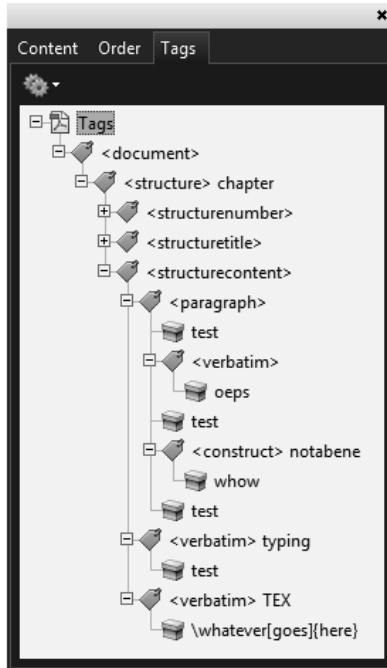 Content Order Tags
Tags
<document>
<structure> chapter
<structurenumber>
<structuretitle>
<structurecontent>
<paragraph>
test
<verbatim>
oeps
test
<construct> notabene
whow
test
<verbatim> typing
test
<verbatim> TEX
\whatever[goes]{here}